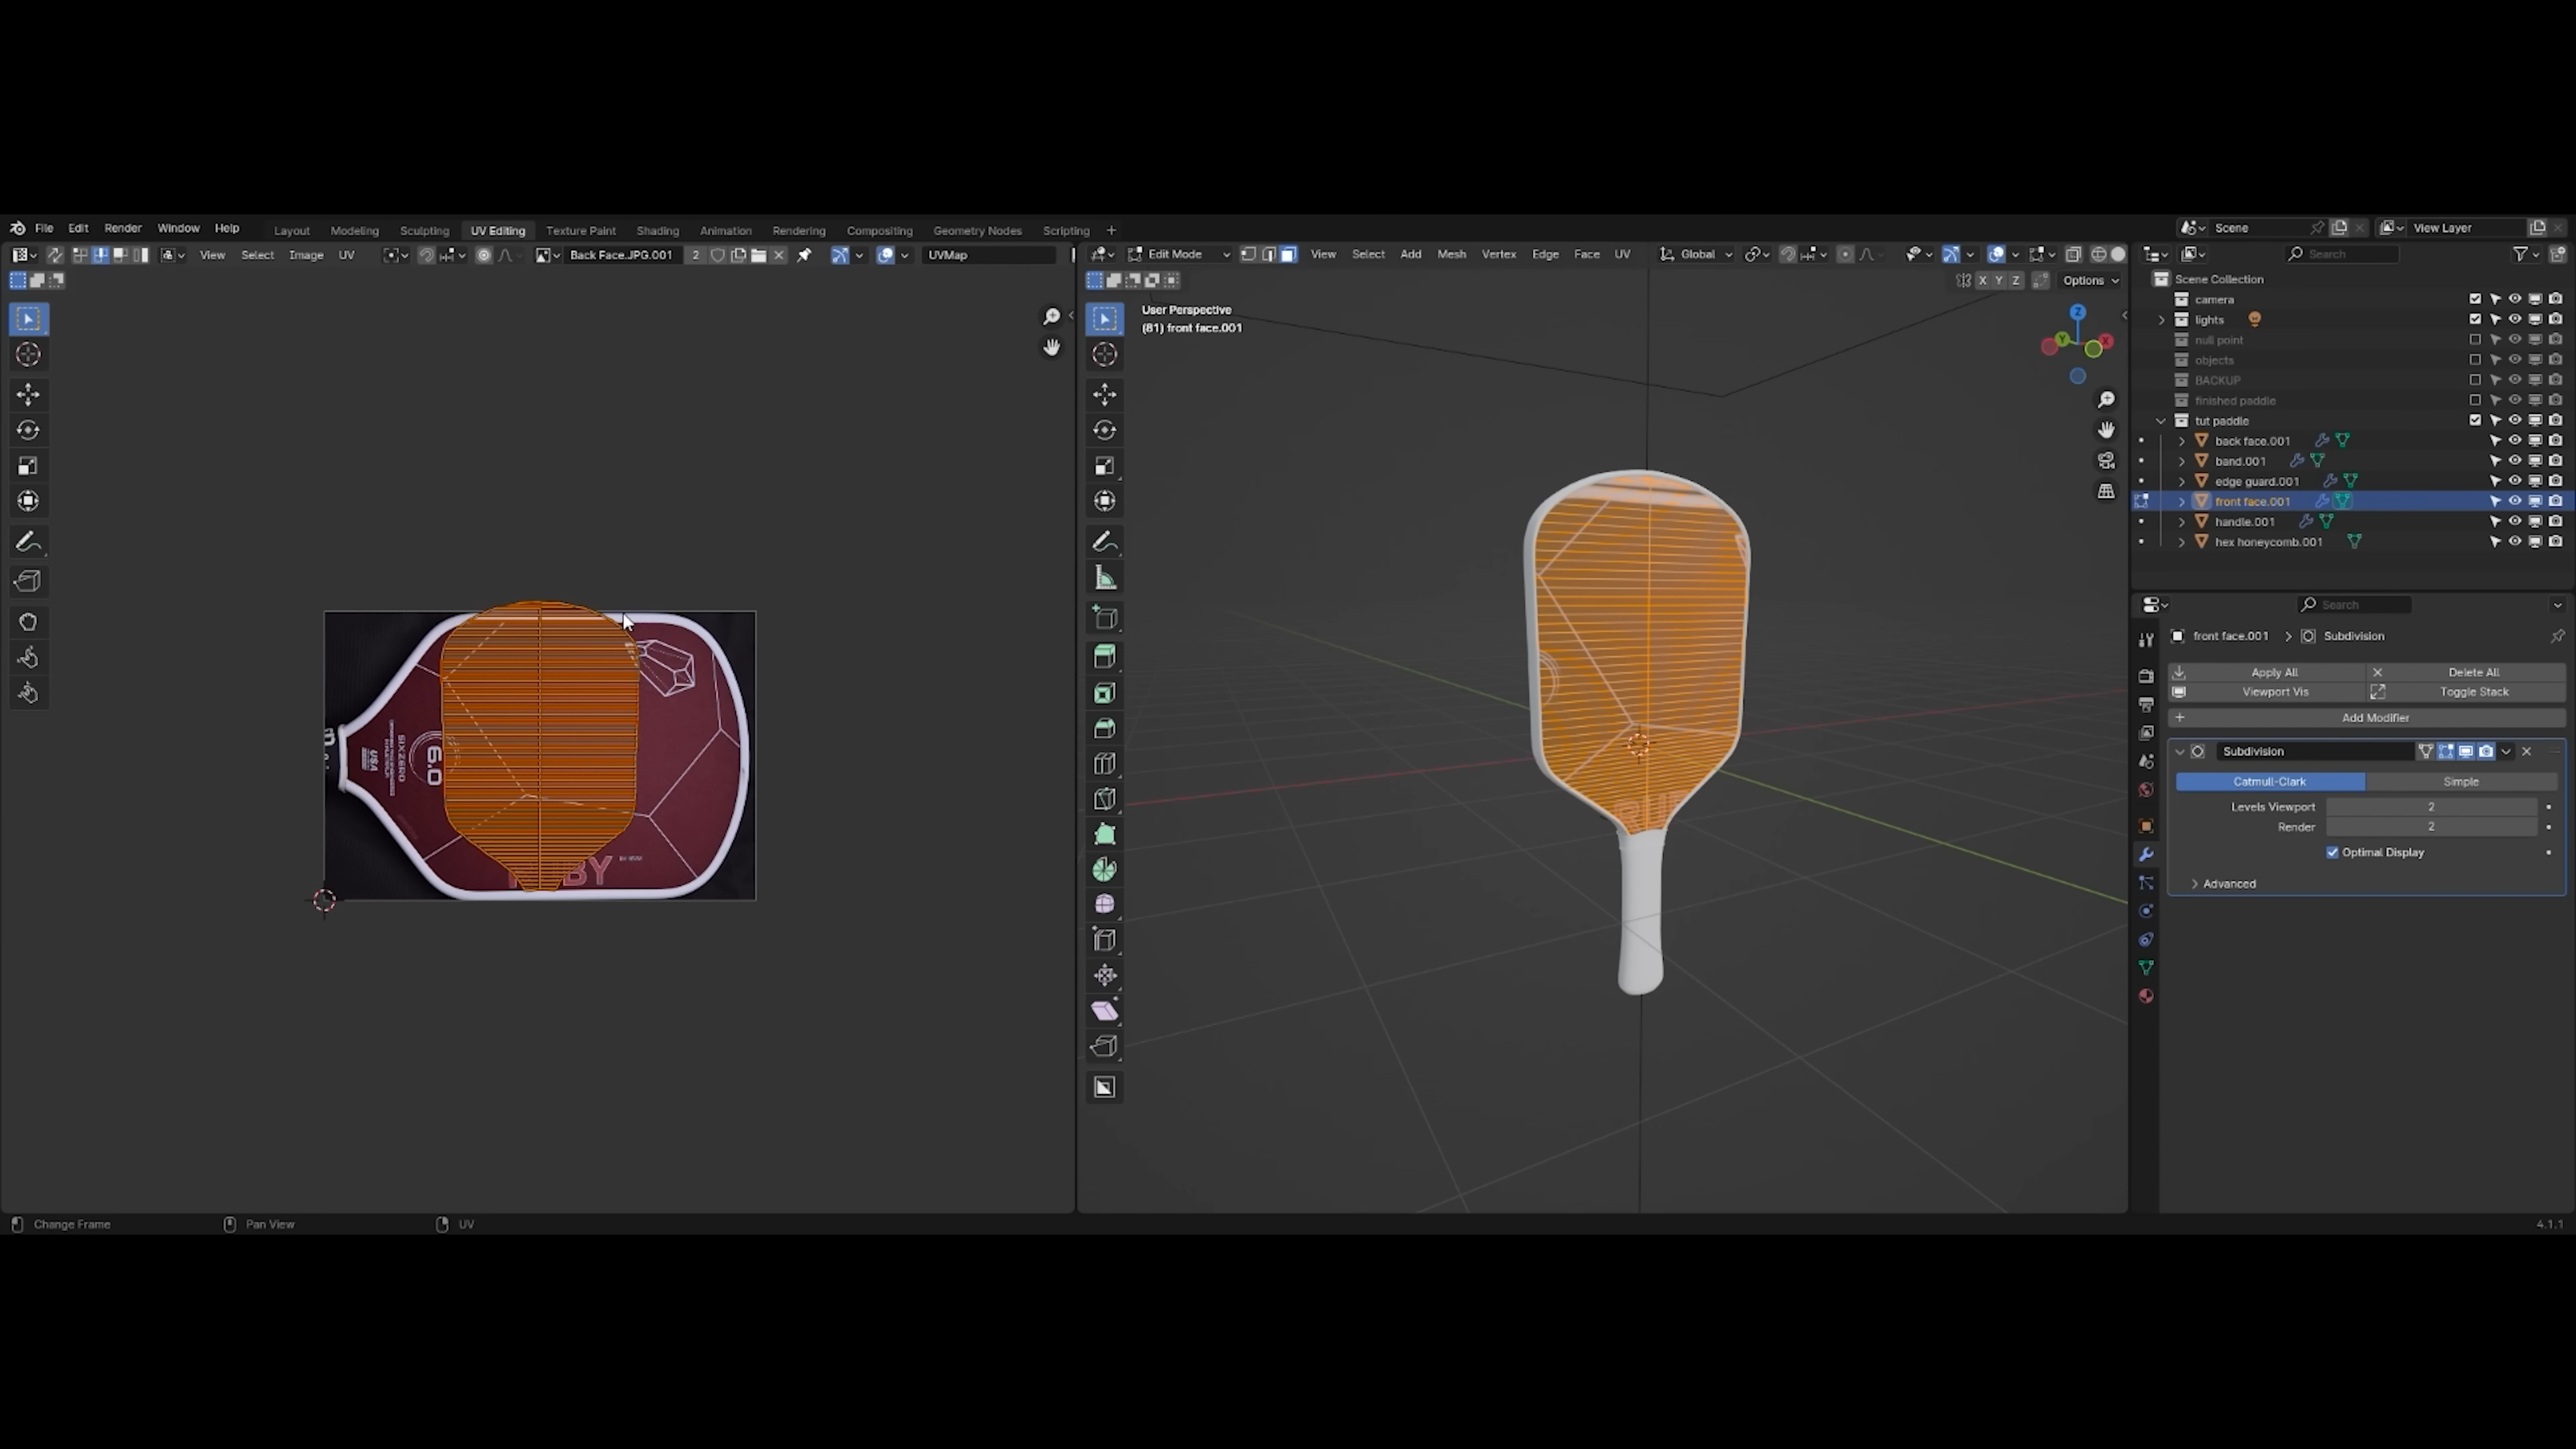 File Edit Render Window Help Layout Modeling Sculpting UV Editing Texture Paint Shading Animation Rendering Compositing Geometry Nodes Scripting + Scene View Layer
View Select Image UV Back Face.JPG.001 2 UVMap Edit Mode View Select Add Mesh Vertex Edge Face UV Global Search
X Y Z Options
User Perspective
(81) front face.001
Z
Y
X
Scene Collection
camera
lights
null point
objects
BACKUP
finished paddle
tut paddle
back face.001
band.001
edge guard.001
front face.001
handle.001
hex honeycomb.001
Search
front face.001 > Subdivision
Apply All Delete All
Viewport Vis Toggle Stack
+ Add Modifier
Subdivision
Catmull-Clark Simple
Levels Viewport 2
Render 2
Optimal Display
Advanced
USA
SIXZERO
6.0
BY
Change Frame Pan View UV 4.1.1